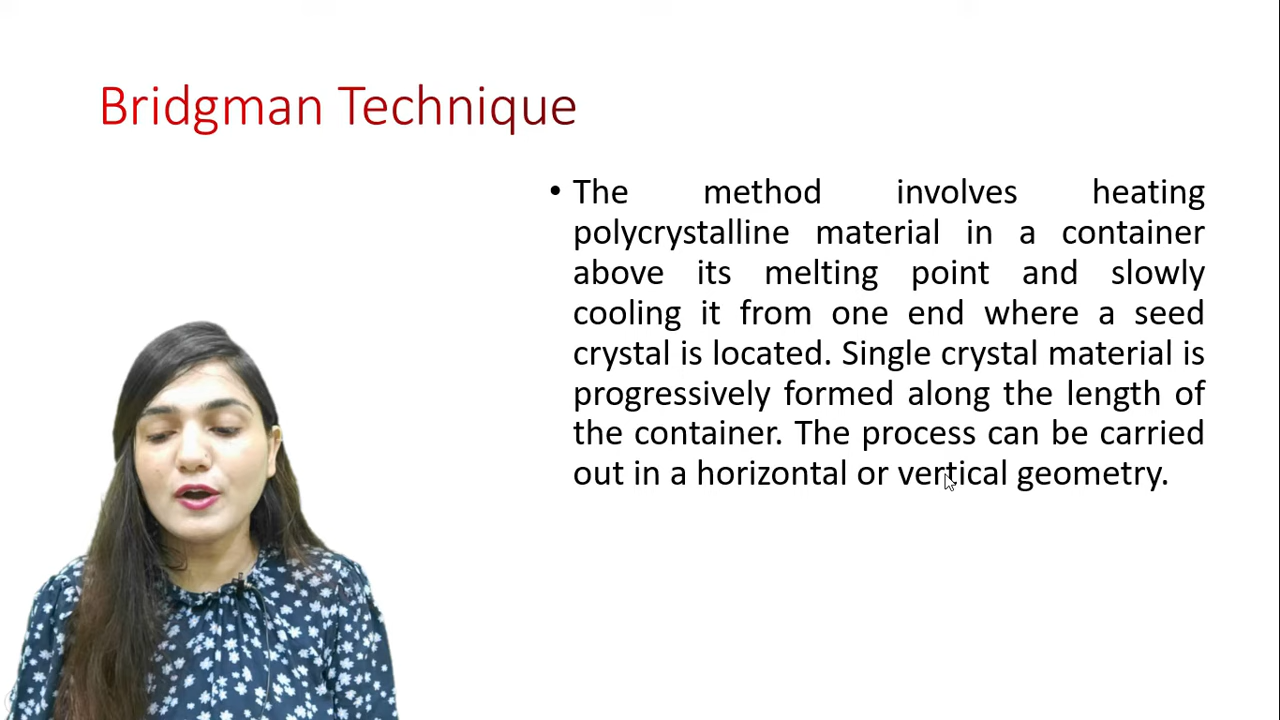 Bridgman Technique
• The method involves heating
polycrystalline material in a container
above its melting point and slowly
cooling it from one end where a seed
crystal is located. Single crystal material is
progressively formed along the length of
the container. The process can be carried
out in a horizontal or vertical geometry.